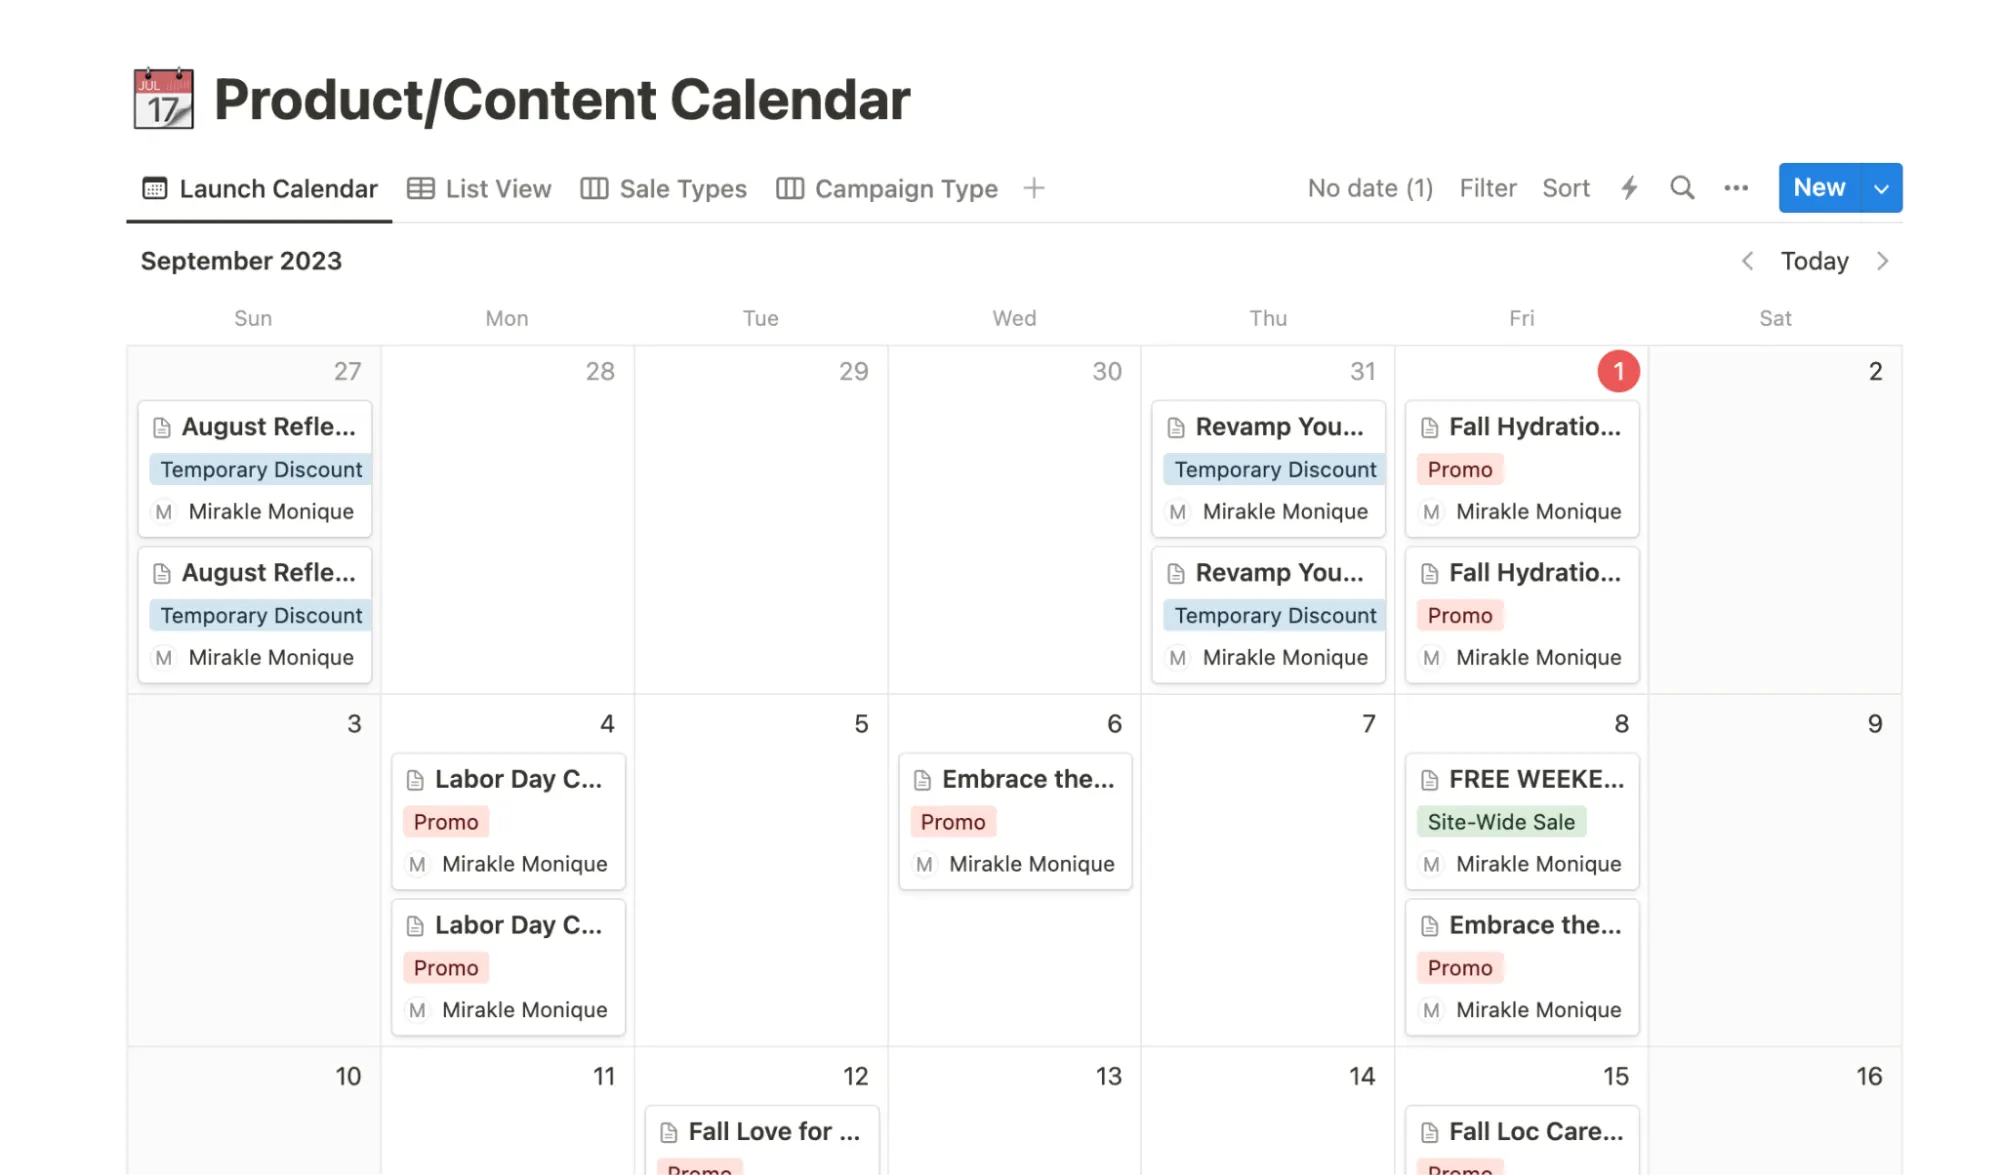 JUL
17
Product/Content Calendar
Launch Calendar List View Sale Types Campaign Type No date (1) Filter Sort New
September 2023 Today
Sun Mon Tue Wed Thu Fri Sat
27 28 29 30 31 1 2
August Refle... Revamp You... Fall Hydratio...
Temporary Discount Temporary Discount Promo
M Mirakle Monique M Mirakle Monique M Mirakle Monique
August Refle... Revamp You... Fall Hydratio...
Temporary Discount Temporary Discount Promo
M Mirakle Monique M Mirakle Monique M Mirakle Monique
3 4 5 6 7 8 9
Labor Day C... Embrace the... FREE WEEKE...
Promo Promo Site-Wide Sale
M Mirakle Monique M Mirakle Monique M Mirakle Monique
Labor Day C... Embrace the...
Promo Promo
M Mirakle Monique M Mirakle Monique
10 11 12 13 14 15 16
Fall Love for ... Fall Loc Care...
Promo Promo